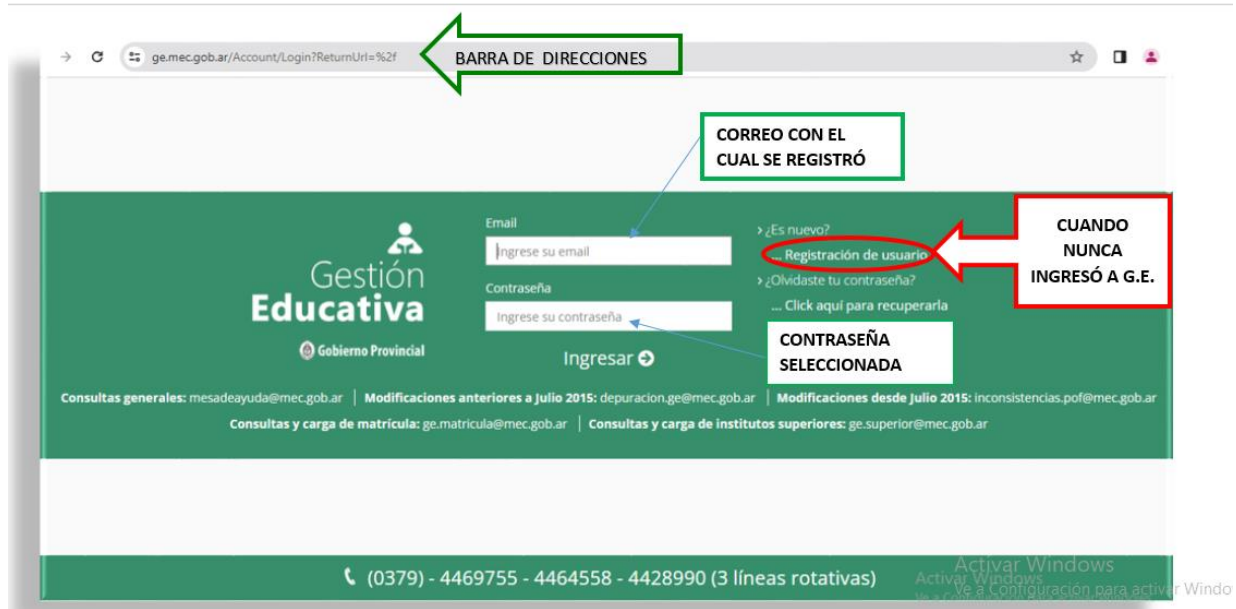 ge.mec.gob.ar/Account/Login?ReturnUrl=%2f
BARRA DE DIRECCIONES
CORREO CON EL
CUAL SE REGISTRÓ
Email
Ingrese su email
Contraseña
Ingrese su contraseña
Ingresar
Gestión
Educativa
Gobierno Provincial
> ¿Es nuevo?
... Registración de usuario
> ¿Olvidaste tu contraseña?
... Click aquí para recuperarla
CUANDO
NUNCA
INGRESÓ A G.E.
CONTRASEÑA
SELECCIONADA
Consultas generales: mesadeayuda@mec.gob.ar | Modificaciones anteriores a Julio 2015: depuracion.ge@mec.gob.ar | Modificaciones desde Julio 2015: inconsistencias.pof@mec.gob.ar
Consultas y carga de matrícula: ge.matricula@mec.gob.ar | Consultas y carga de institutos superiores: ge.superior@mec.gob.ar
(0379) - 4469755 - 4464558 - 4428990 (3 líneas rotativas)
Activar Windows
Activar Windows
Ve a Configuración para activar Windo